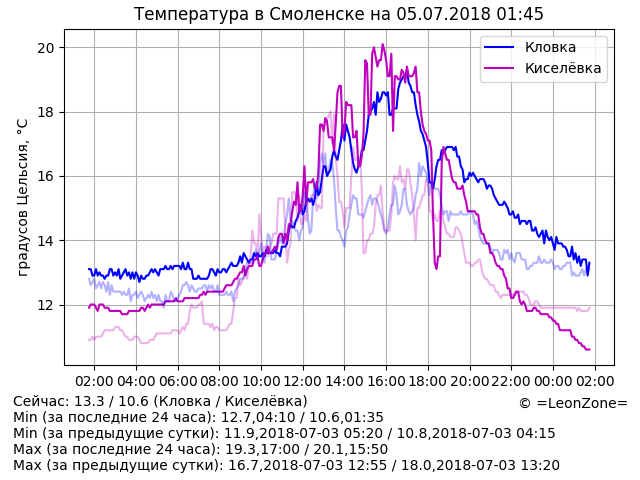 Температура в Смоленске на 05.07.2018 01:45
Кловка
Киселёвка
градусов Цельсия, °C
20
18
16
14
12
02:00 04:00 06:00 08:00 10:00 12:00 14:00 16:00 18:00 20:00 22:00 00:00 02:00
Сейчас: 13.3 / 10.6 (Кловка / Киселёвка)
© =LeonZone=
Min (за последние 24 часа): 12.7,04:10 / 10.6,01:35
Min (за предыдущие сутки): 11.9,2018-07-03 05:20 / 10.8,2018-07-03 04:15
Max (за последние 24 часа): 19.3,17:00 / 20.1,15:50
Max (за предыдущие сутки): 16.7,2018-07-03 12:55 / 18.0,2018-07-03 13:20